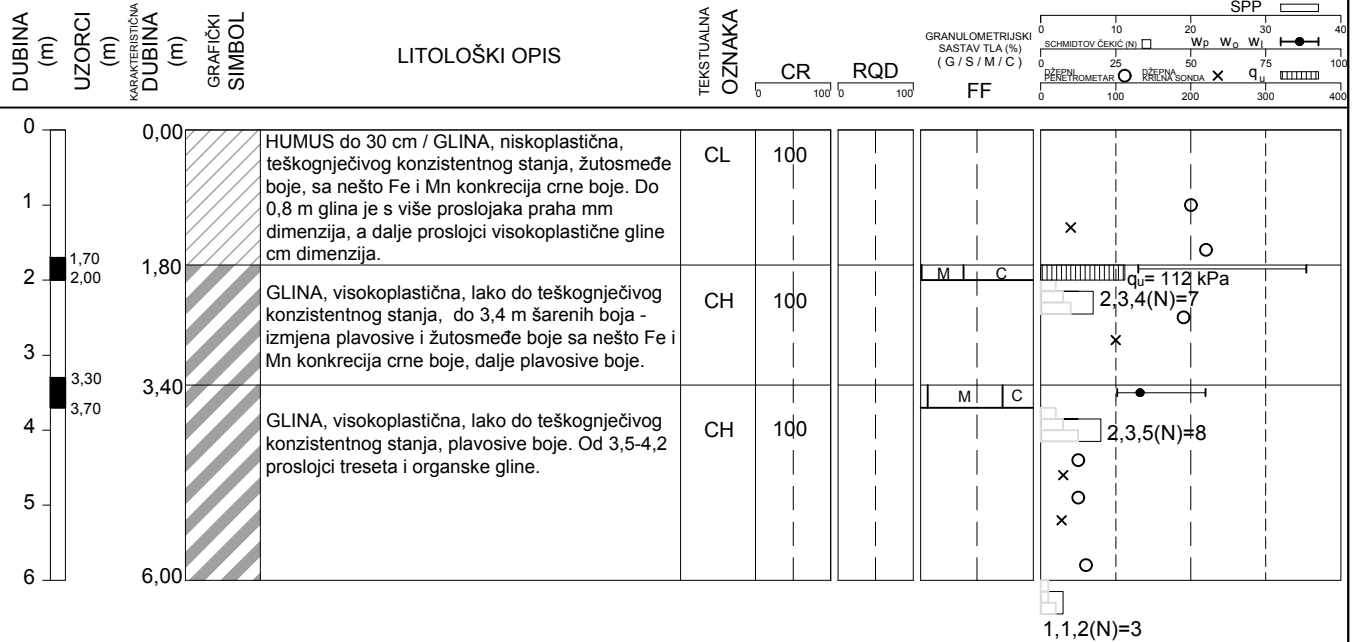 DUBINA
(m)
UZORCI
(m)
KARAKTERISTIČNA
DUBINA
(m)
GRAFIČKI
SIMBOL
LITOLOŠKI OPIS
TEKSTUALNA
OZNAKA
CR
0 100
RQD
0 100
GRANULOMETRIJSKI
SASTAV TLA (%)
( G / S / M / C )
FF
SPP
0 10 20 30 40
SCHMIDTOV ČEKIĆ (N) wP wo wl
0 25 50 75 100
DŽEPNI PENETROMETAR DŽEPNA KRILNA SONDA qu
0 100 200 300 400
0
1
2
3
4
5
6
1,70
2,00
3,30
3,70
0,00
1,80
3,40
6,00
HUMUS do 30 cm / GLINA, niskoplastična,
teškognječivog konzistentnog stanja, žutosmeđe
boje, sa nešto Fe i Mn konkrecija crne boje. Do
0,8 m glina je s više proslojaka praha mm
dimenzija, a dalje proslojci visokoplastične gline
cm dimenzija.
CL
100
GLINA, visokoplastična, lako do teškognječivog
konzistentnog stanja, do 3,4 m šarenih boja -
izmjena plavosive i žutosmeđe boje sa nešto Fe i
Mn konkrecija crne boje, dalje plavosive boje.
CH
100
M C
qu= 112 kPa
2,3,4(N)=7
GLINA, visokoplastična, lako do teškognječivog
konzistentnog stanja, plavosive boje. Od 3,5-4,2
proslojci treseta i organske gline.
CH
100
M C
2,3,5(N)=8
1,1,2(N)=3